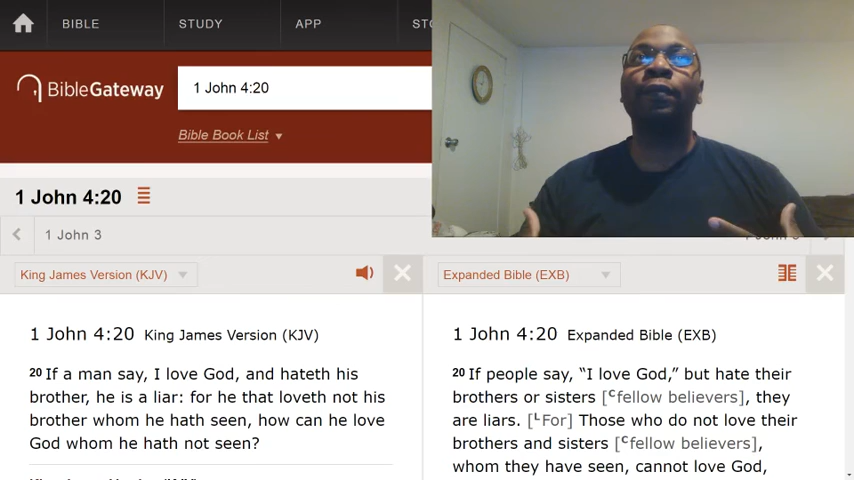 BIBLE STUDY APP
BibleGateway
1 John 4:20
Bible Book List
1 John 4:20
1 John 3
King James Version (KJV)
Expanded Bible (EXB)
1 John 4:20 King James Version (KJV)
20 If a man say, I love God, and hateth his
brother, he is a liar: for he that loveth not his
brother whom he hath seen, how can he love
God whom he hath not seen?
1 John 4:20 Expanded Bible (EXB)
20 If people say, “I love God,” but hate their
brothers or sisters [C fellow believers], they
are liars. [L For] Those who do not love their
brothers and sisters [C fellow believers],
whom they have seen, cannot love God,